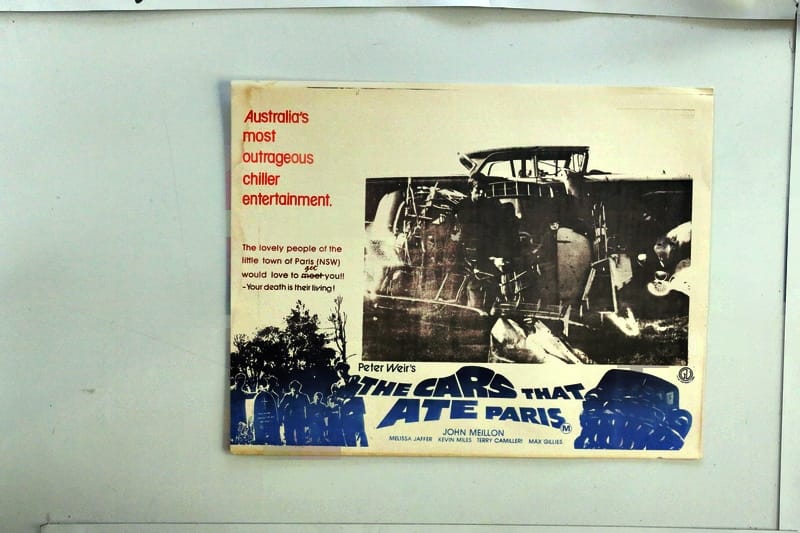 Australia's
most
outrageous
chiller
entertainment.
The lovely people of the
little town of Paris (NSW)
get
would love to meet you!!
-Your death is their living!
Peter Weir's
THE CARS THAT
ATE PARIS
M
JOHN MEILLON
MELISSA JAFFER KEVIN MILES TERRY CAMILLERI MAX GILLIES